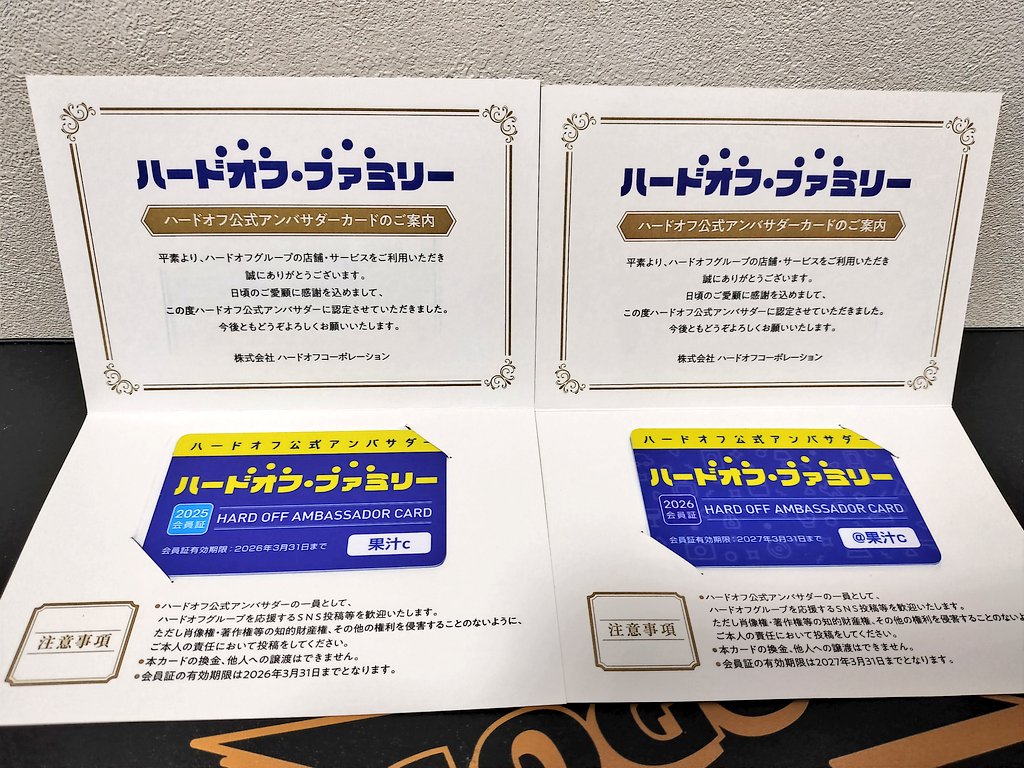 ハードオフ・ファミリー
ハードオフ公式アンバサダーカードのご案内
平素より、ハードオフグループの店舗・サービスをご利用いただき
誠にありがとうございます。
日頃のご愛顧に感謝を込めまして、
この度ハードオフ公式アンバサダーに認定させていただきました。
今後ともどうぞよろしくお願いいたします。
株式会社 ハードオフコーポレーション
ハードオフ公式アンバサダー
ハードオフ・ファミリー
2025
会員証
HARD OFF AMBASSADOR CARD
会員証有効期限：2026年3月31日まで
果汁c
注意事項
●ハードオフ公式アンバサダーの一員として、
ハードオフグループを応援するSNS投稿等を歓迎いたします。
ただし肖像権・著作権等の知的財産権、その他の権利を侵害することのないように、
ご本人の責任において投稿をしてください。
●本カードの換金、他人への譲渡はできません。
●会員証の有効期限は2026年3月31日までとなります。
ハードオフ・ファミリー
ハードオフ公式アンバサダーカードのご案内
平素より、ハードオフグループの店舗・サービスをご利用いただき
誠にありがとうございます。
日頃のご愛顧に感謝を込めまして、
この度ハードオフ公式アンバサダーに認定させていただきました。
今後ともどうぞよろしくお願いいたします。
株式会社 ハードオフコーポレーション
ハードオフ公式アンバサダー
ハードオフ・ファミリー
2026
会員証
HARD OFF AMBASSADOR CARD
会員証有効期限：2027年3月31日まで
@果汁c
注意事項
●ハードオフ公式アンバサダーの一員として、
ハードオフグループを応援するSNS投稿等を歓迎いたします。
ただし肖像権・著作権等の知的財産権、その他の権利を侵害することのないよ
ご本人の責任において投稿をしてください。
●本カードの換金、他人への譲渡はできません。
●会員証の有効期限は2027年3月31日までとなります。